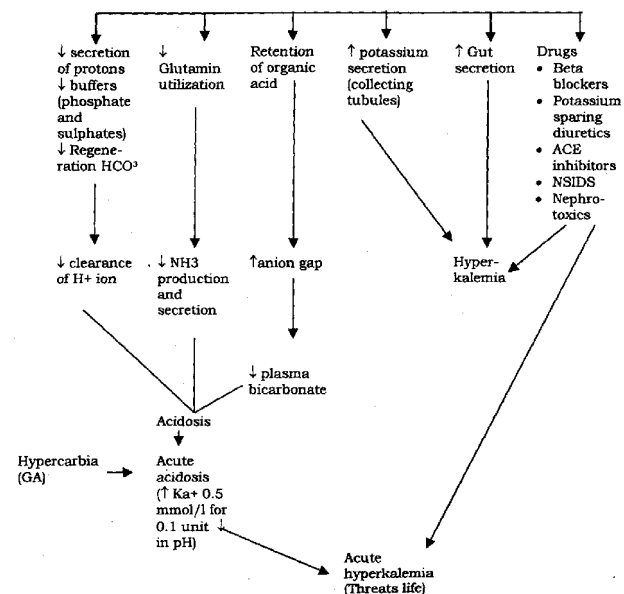 ↓ secretion
of protons
↓ buffers
(phosphate
and
sulphates)
↓ Regene-
ration HCO³
↓
Glutamin
utilization
Retention
of organic
acid
↑ potassium
secretion
(collecting
tubules)
↑ Gut
secretion
Drugs
• Beta
blockers
• Potassium
sparing
diuretics
• ACE
inhibitors
• NSIDS
• Nephro-
toxics
↓ clearance
of H+ ion
↓ NH3
production
and
secretion
↑anion gap
Hyper-
kalemia
↓ plasma
bicarbonate
Acidosis
Hypercarbia
(GA)
Acute
acidosis
(↑ Ka+ 0.5
mmol/l for
0.1 unit ↓
in pH)
Acute
hyperkalemia
(Threats life)